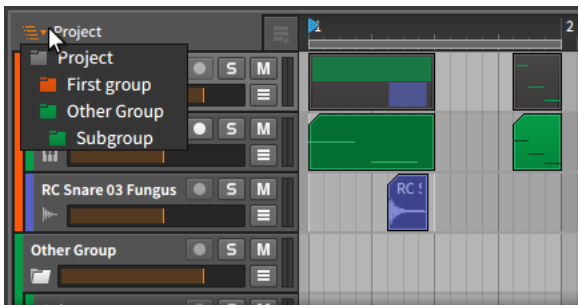 Project
1
2
Project
First group
Other Group
Subgroup
S M
S M
RC Snare 03 Fungus S M
RC S
Other Group S M